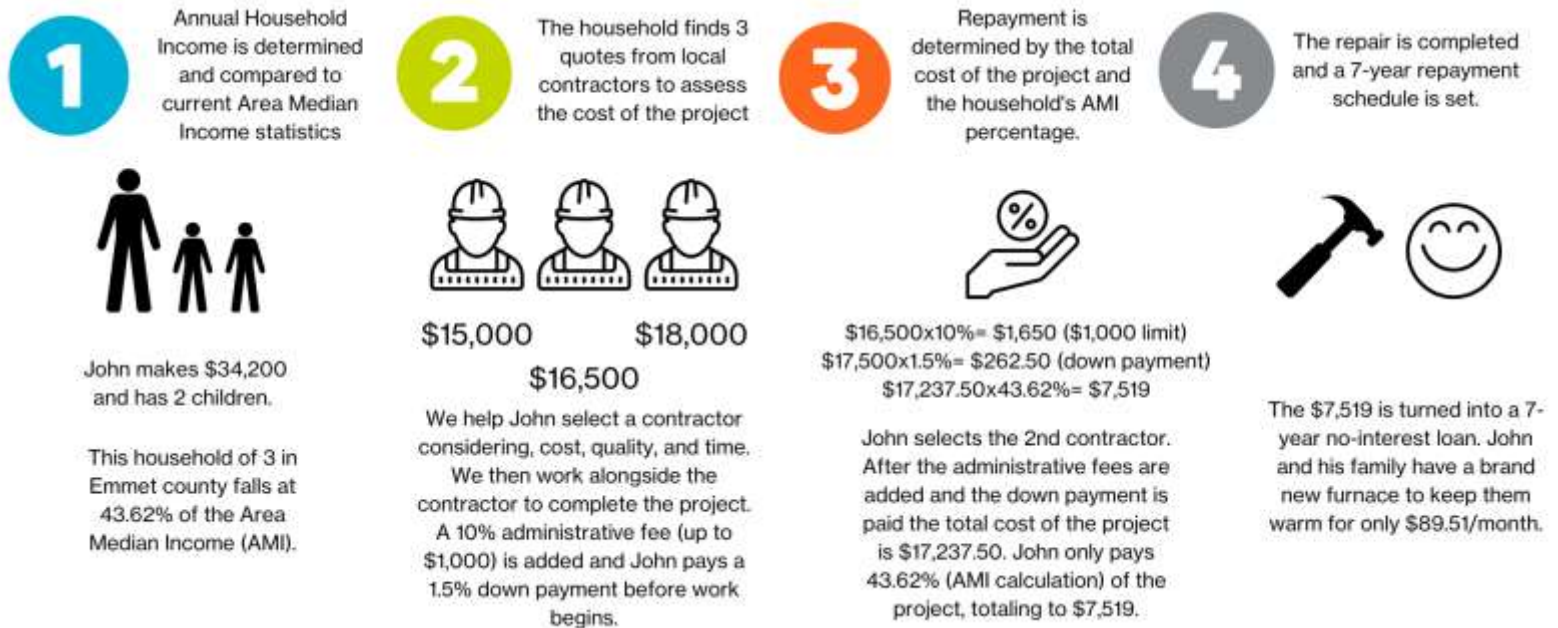 1
Annual Household
Income is determined
and compared to
current Area Median
Income statistics
John makes $34,200
and has 2 children.
This household of 3 in
Emmet county falls at
43.62% of the Area
Median Income (AMI).
2
The household finds 3
quotes from local
contractors to assess
the cost of the project
$15,000
$18,000
$16,500
We help John select a contractor
considering, cost, quality, and time.
We then work alongside the
contractor to complete the project.
A 10% administrative fee (up to
$1,000) is added and John pays a
1.5% down payment before work
begins.
3
Repayment is
determined by the total
cost of the project and
the household's AMI
percentage.
%
$16,500x10%= $1,650 ($1,000 limit)
$17,500x1.5%= $262.50 (down payment)
$17,237.50x43.62%= $7,519
John selects the 2nd contractor.
After the administrative fees are
added and the down payment is
paid the total cost of the project
is $17,237.50. John only pays
43.62% (AMI calculation) of the
project, totaling to $7,519.
4
The repair is completed
and a 7-year repayment
schedule is set.
The $7,519 is turned into a 7-
year no-interest loan. John
and his family have a brand
new furnace to keep them
warm for only $89.51/month.